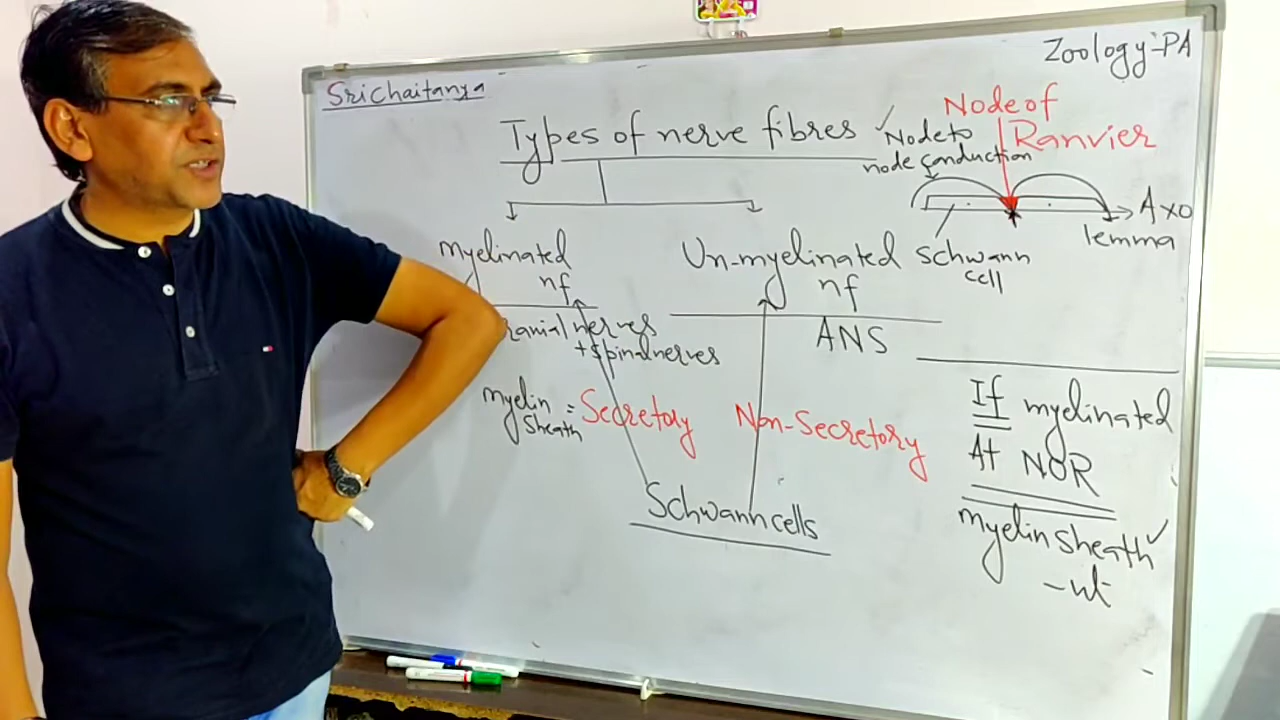 Srichaitanya
Zoology-PA
Types of nerve fibres
Node to
node conduction
Node of
Ranvier
Axo
lemma
Schwann
cell
myelinated
nf
Un-myelinated
nf
ranial nerves
+ spinal nerves
ANS
myelin
Sheath = Secretory
Non-Secretory
Schwann cells
If myelinated
At NOR
myelin sheath